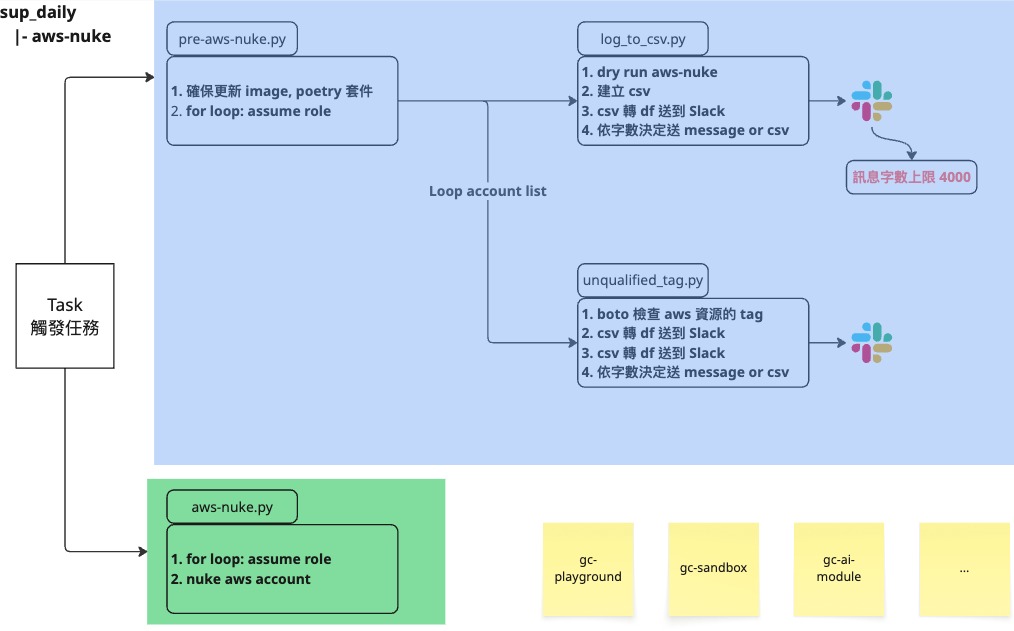 sup_daily
|- aws-nuke
pre-aws-nuke.py
1. 確保更新 image, poetry 套件
2. for loop: assume role
log_to_csv.py
1. dry run aws-nuke
2. 建立 csv
3. csv 轉 df 送到 Slack
4. 依字數決定送 message or csv
訊息字數上限 4000
Loop account list
Task
觸發任務
unqualified_tag.py
1. boto 檢查 aws 資源的 tag
2. csv 轉 df 送到 Slack
3. csv 轉 df 送到 Slack
4. 依字數決定送 message or csv
aws-nuke.py
1. for loop: assume role
2. nuke aws account
gc-
playground
gc-sandbox
gc-ai-
module
...